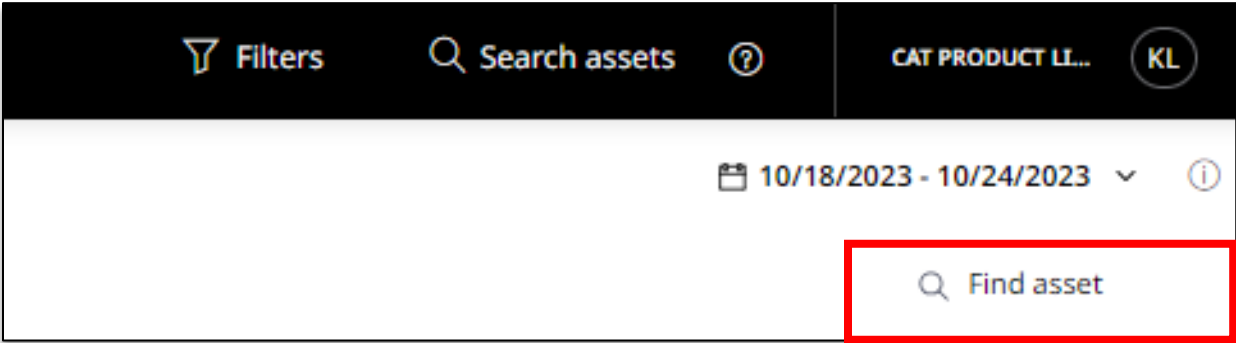 Filters Search assets CAT PRODUCT LI... KL
10/18/2023 - 10/24/2023
Find asset